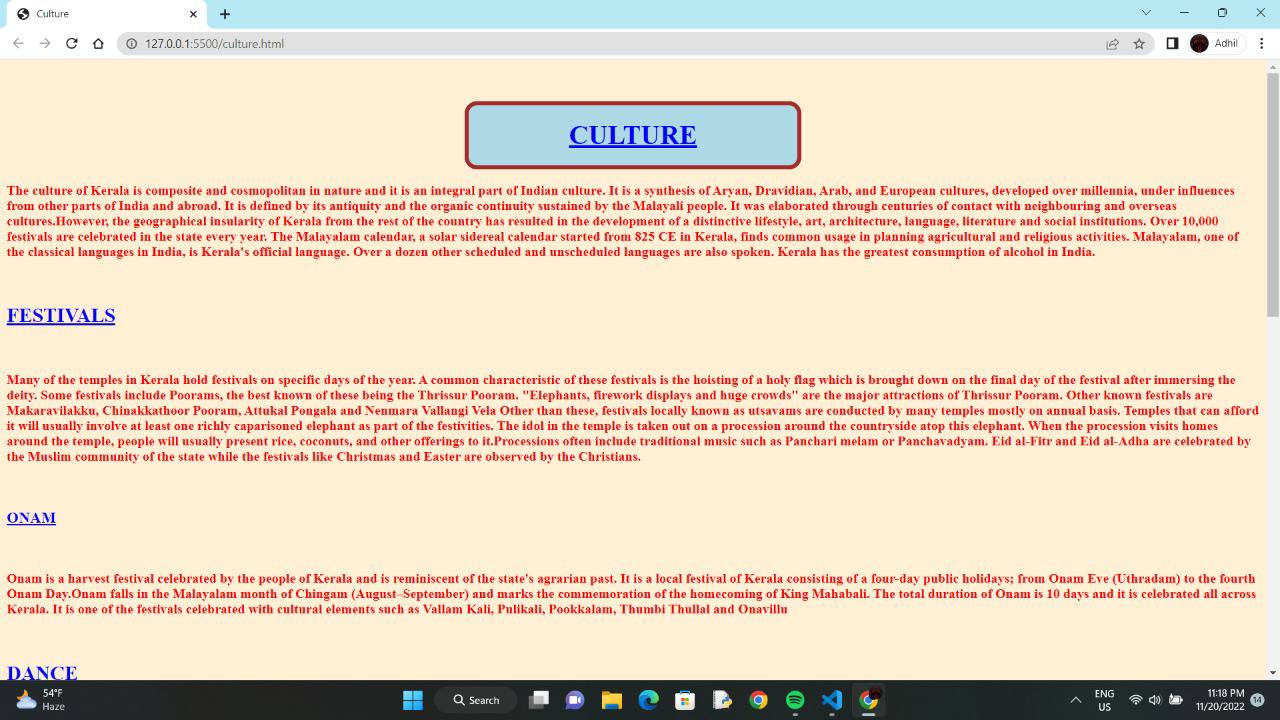 Culture
127.0.0.1:5500/culture.html
Adhil
CULTURE
The culture of Kerala is composite and cosmopolitan in nature and it is an integral part of Indian culture. It is a synthesis of Aryan, Dravidian, Arab, and European cultures, developed over millennia, under influences
from other parts of India and abroad. It is defined by its antiquity and the organic continuity sustained by the Malayali people. It was elaborated through centuries of contact with neighbouring and overseas
cultures.However, the geographical insularity of Kerala from the rest of the country has resulted in the development of a distinctive lifestyle, art, architecture, language, literature and social institutions. Over 10,000
festivals are celebrated in the state every year. The Malayalam calendar, a solar sidereal calendar started from 825 CE in Kerala, finds common usage in planning agricultural and religious activities. Malayalam, one of
the classical languages in India, is Kerala's official language. Over a dozen other scheduled and unscheduled languages are also spoken. Kerala has the greatest consumption of alcohol in India.
FESTIVALS
Many of the temples in Kerala hold festivals on specific days of the year. A common characteristic of these festivals is the hoisting of a holy flag which is brought down on the final day of the festival after immersing the
deity. Some festivals include Poorams, the best known of these being the Thrissur Pooram. "Elephants, firework displays and huge crowds" are the major attractions of Thrissur Pooram. Other known festivals are
Makaravilakku, Chinakkathoor Pooram, Attukal Pongala and Nenmara Vallangi Vela Other than these, festivals locally known as utsavams are conducted by many temples mostly on annual basis. Temples that can afford
it will usually involve at least one richly caparisoned elephant as part of the festivities. The idol in the temple is taken out on a procession around the countryside atop this elephant. When the procession visits homes
around the temple, people will usually present rice, coconuts, and other offerings to it.Processions often include traditional music such as Panchari melam or Panchavadyam. Eid al-Fitr and Eid al-Adha are celebrated by
the Muslim community of the state while the festivals like Christmas and Easter are observed by the Christians.
ONAM
Onam is a harvest festival celebrated by the people of Kerala and is reminiscent of the state's agrarian past. It is a local festival of Kerala consisting of a four-day public holidays; from Onam Eve (Uthradam) to the fourth
Onam Day.Onam falls in the Malayalam month of Chingam (August–September) and marks the commemoration of the homecoming of King Mahabali. The total duration of Onam is 10 days and it is celebrated all across
Kerala. It is one of the festivals celebrated with cultural elements such as Vallam Kali, Pulikali, Pookkalam, Thumbi Thullal and Onavillu
DANCE
54°F
Haze
Search
ENG
US
11:18 PM
11/20/2022
14